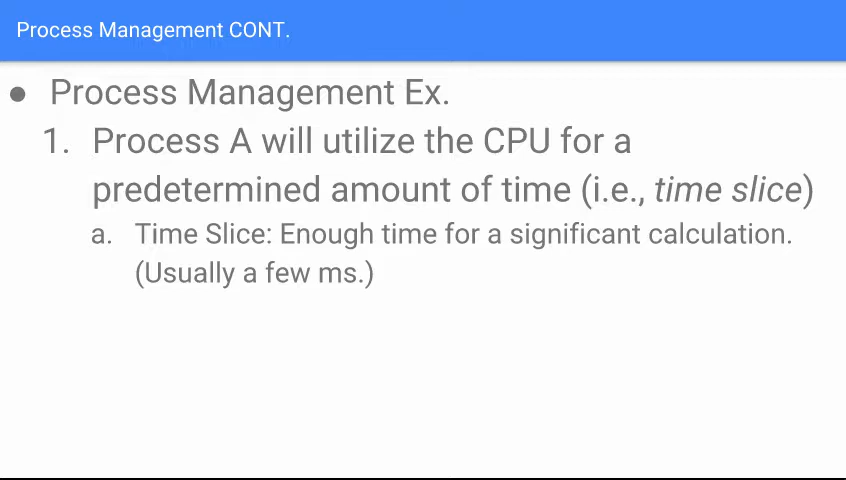 Process Management CONT.
● Process Management Ex.
1. Process A will utilize the CPU for a
predetermined amount of time (i.e., time slice)
a. Time Slice: Enough time for a significant calculation.
(Usually a few ms.)